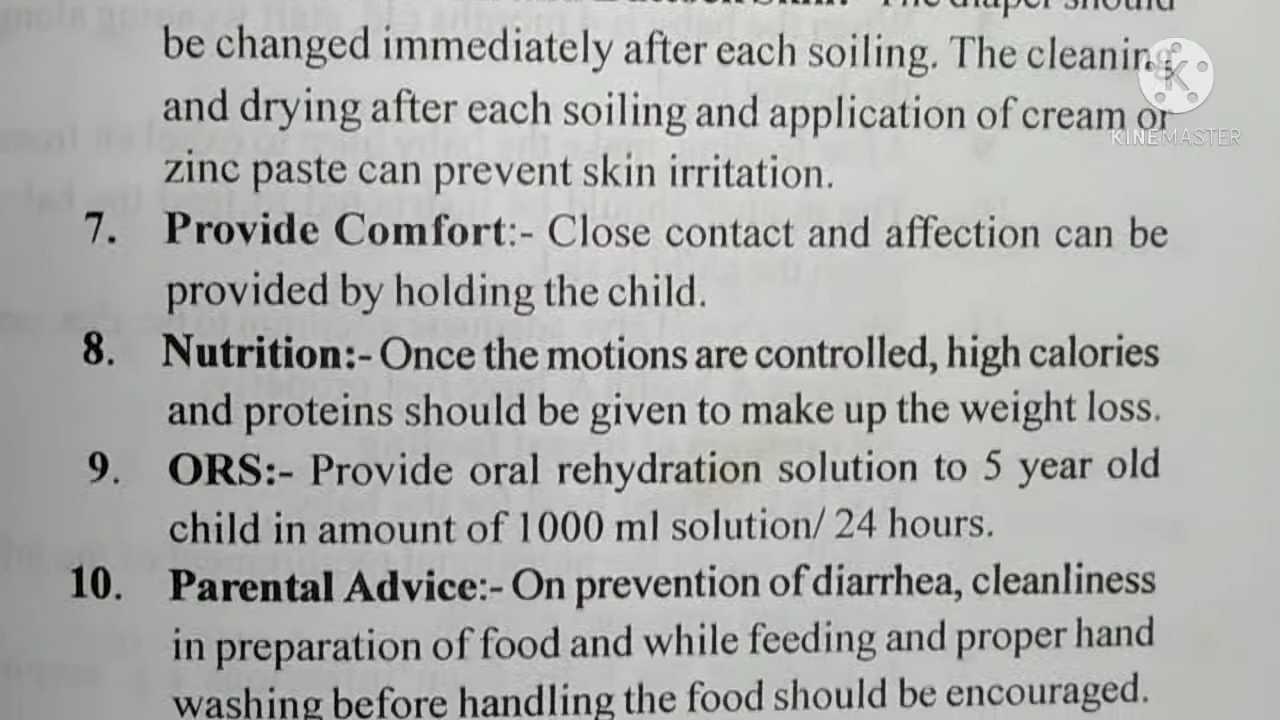 The diaper should
be changed immediately after each soiling. The cleaning
and drying after each soiling and application of cream or
zinc paste can prevent skin irritation.
7. Provide Comfort:- Close contact and affection can be
provided by holding the child.
8. Nutrition:- Once the motions are controlled, high calories
and proteins should be given to make up the weight loss.
9. ORS:- Provide oral rehydration solution to 5 year old
child in amount of 1000 ml solution/ 24 hours.
10. Parental Advice:- On prevention of diarrhea, cleanliness
in preparation of food and while feeding and proper hand
washing before handling the food should be encouraged.
K
KINEMASTER